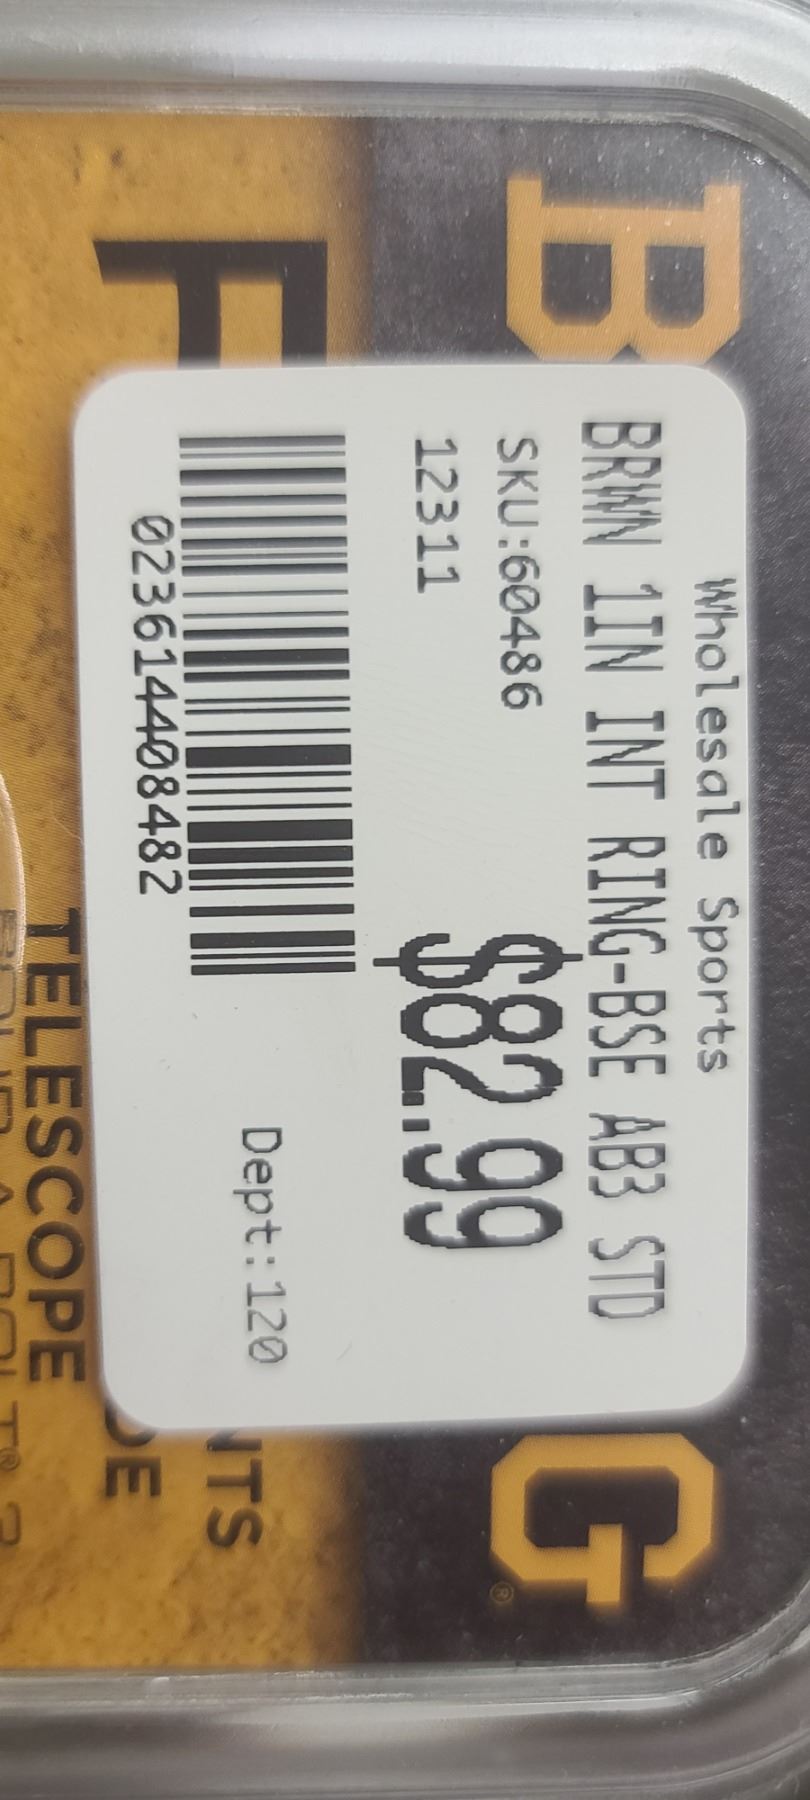 B G®
F
Wholesale Sports
BRWN 1IN INT RING-BSE AB3 STD
SKU:60486
12311
$82.99
023614408482
Dept:120
NTS
TELESCOPE